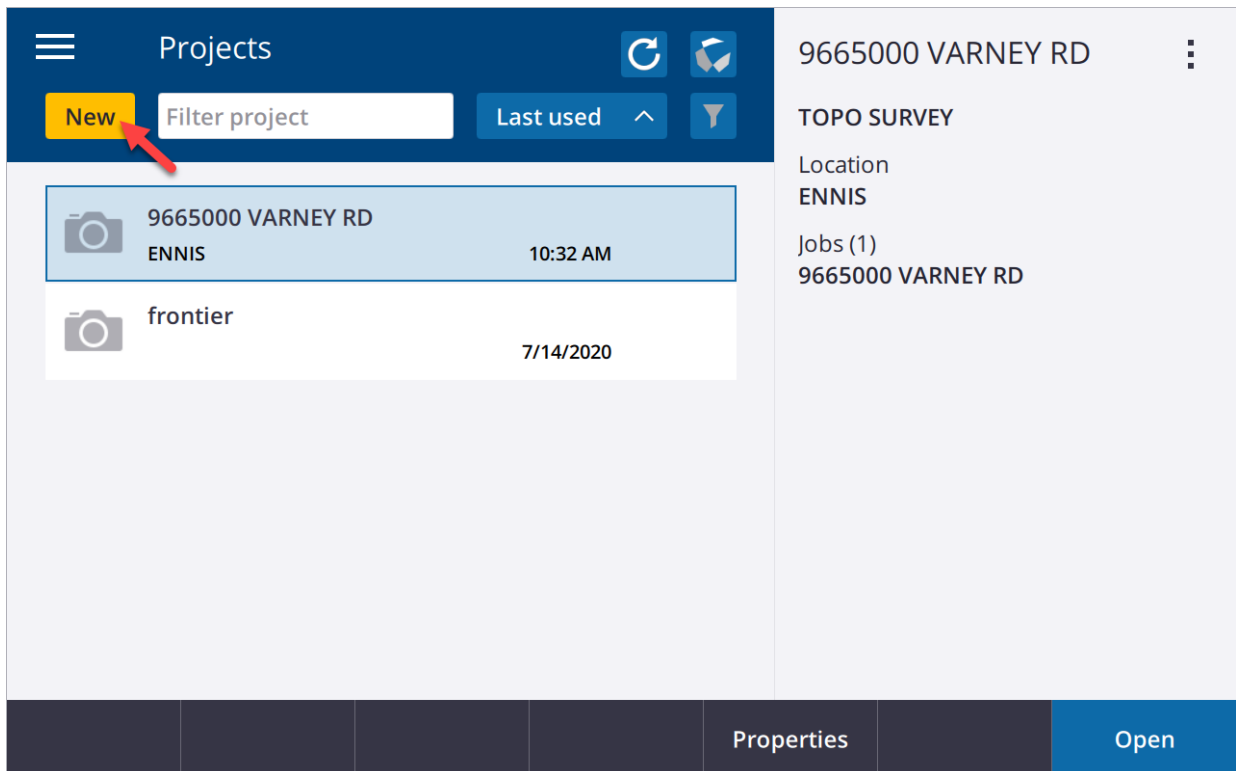 Projects
New
Filter project
Last used
9665000 VARNEY RD
ENNIS
10:32 AM
frontier
7/14/2020
9665000 VARNEY RD
TOPO SURVEY
Location
ENNIS
Jobs (1)
9665000 VARNEY RD
Properties
Open